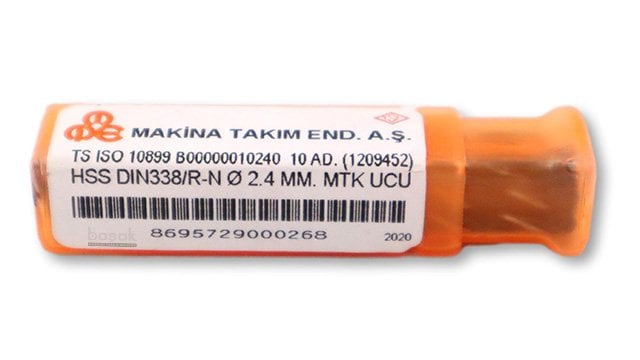 MAKİNA TAKIM END. A.Ş.
TS ISO 10899 B00000010240 10 AD. (1209452)
HSS DIN338/R-N Ø 2.4 MM. MTK UCU
başak
8695729000268
2020